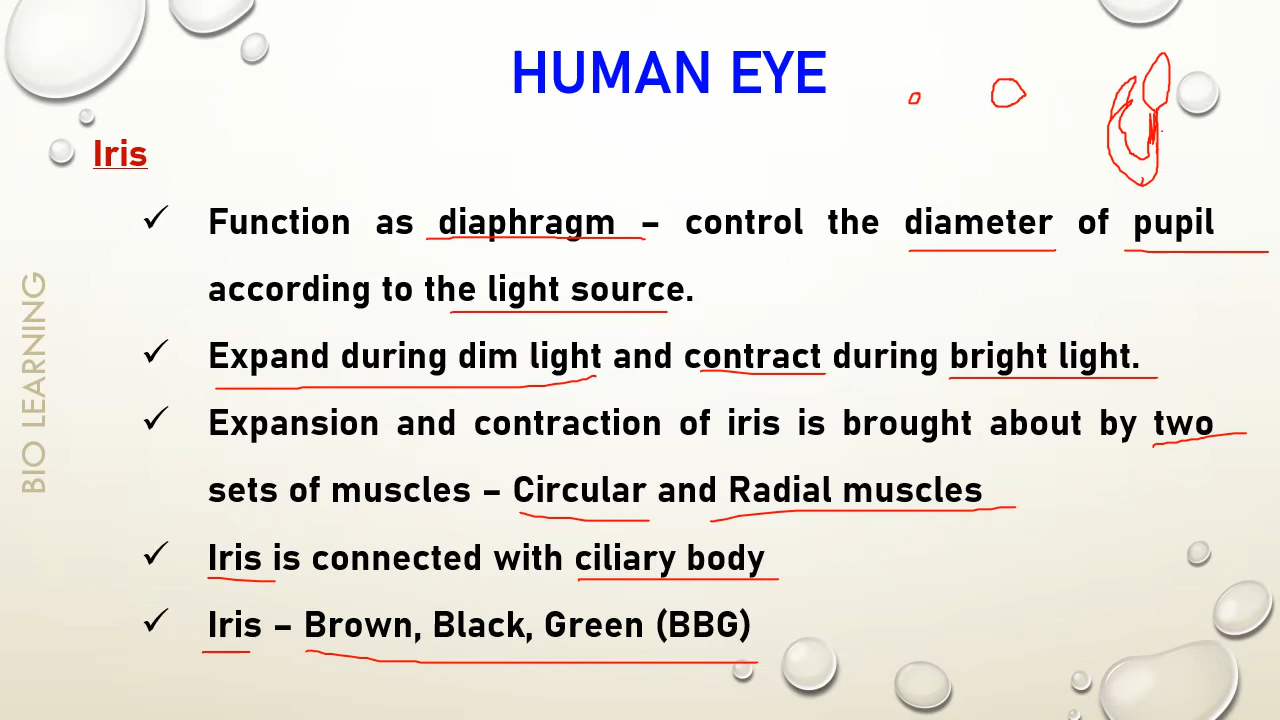 HUMAN EYE
Iris
✓ Function as diaphragm – control the diameter of pupil
according to the light source.
✓ Expand during dim light and contract during bright light.
✓ Expansion and contraction of iris is brought about by two
sets of muscles – Circular and Radial muscles
✓ Iris is connected with ciliary body
✓ Iris – Brown, Black, Green (BBG)
BIO LEARNING